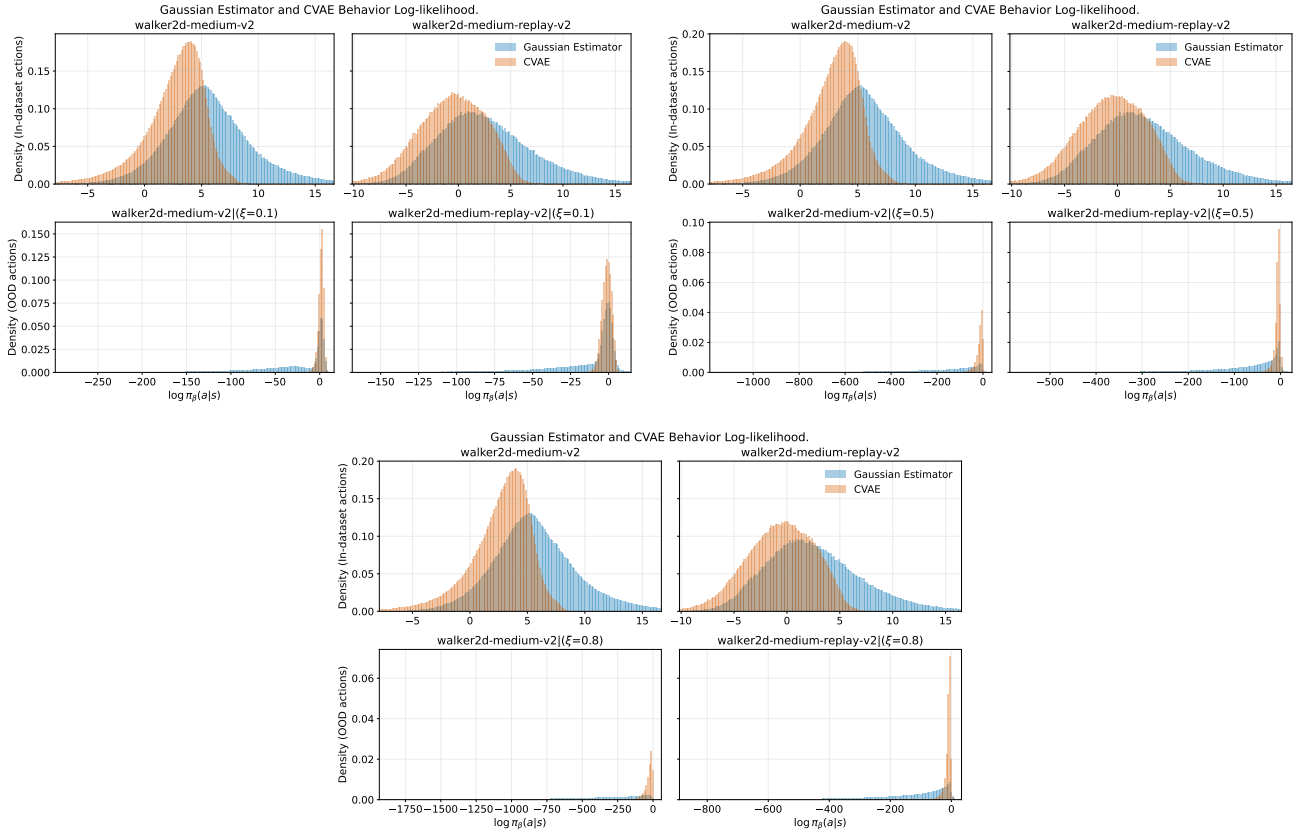 Gaussian Estimator and CVAE Behavior Log-likelihood.
walker2d-medium-v2
walker2d-medium-replay-v2
Gaussian Estimator
CVAE
Density (In-dataset actions)
0.15
0.10
0.05
0.00
−5 0 5 10 15
−10 −5 0 5 10 15
walker2d-medium-v2|(ξ=0.1)
walker2d-medium-replay-v2|(ξ=0.1)
Density (OOD actions)
0.150
0.125
0.100
0.075
0.050
0.025
0.000
−250 −200 −150 −100 −50 0
−150 −125 −100 −75 −50 −25 0
log πβ(a|s)
log πβ(a|s)
Gaussian Estimator and CVAE Behavior Log-likelihood.
walker2d-medium-v2
walker2d-medium-replay-v2
Gaussian Estimator
CVAE
Density (In-dataset actions)
0.20
0.15
0.10
0.05
0.00
−5 0 5 10 15
−10 −5 0 5 10 15
walker2d-medium-v2|(ξ=0.5)
walker2d-medium-replay-v2|(ξ=0.5)
Density (OOD actions)
0.10
0.08
0.06
0.04
0.02
0.00
−1000 −800 −600 −400 −200 0
−500 −400 −300 −200 −100 0
log πβ(a|s)
log πβ(a|s)
Gaussian Estimator and CVAE Behavior Log-likelihood.
walker2d-medium-v2
walker2d-medium-replay-v2
Gaussian Estimator
CVAE
Density (In-dataset actions)
0.20
0.15
0.10
0.05
0.00
−5 0 5 10 15
−10 −5 0 5 10 15
walker2d-medium-v2|(ξ=0.8)
walker2d-medium-replay-v2|(ξ=0.8)
Density (OOD actions)
0.06
0.04
0.02
0.00
−1750 −1500 −1250 −1000 −750 −500 −250 0
−800 −600 −400 −200 0
log πβ(a|s)
log πβ(a|s)